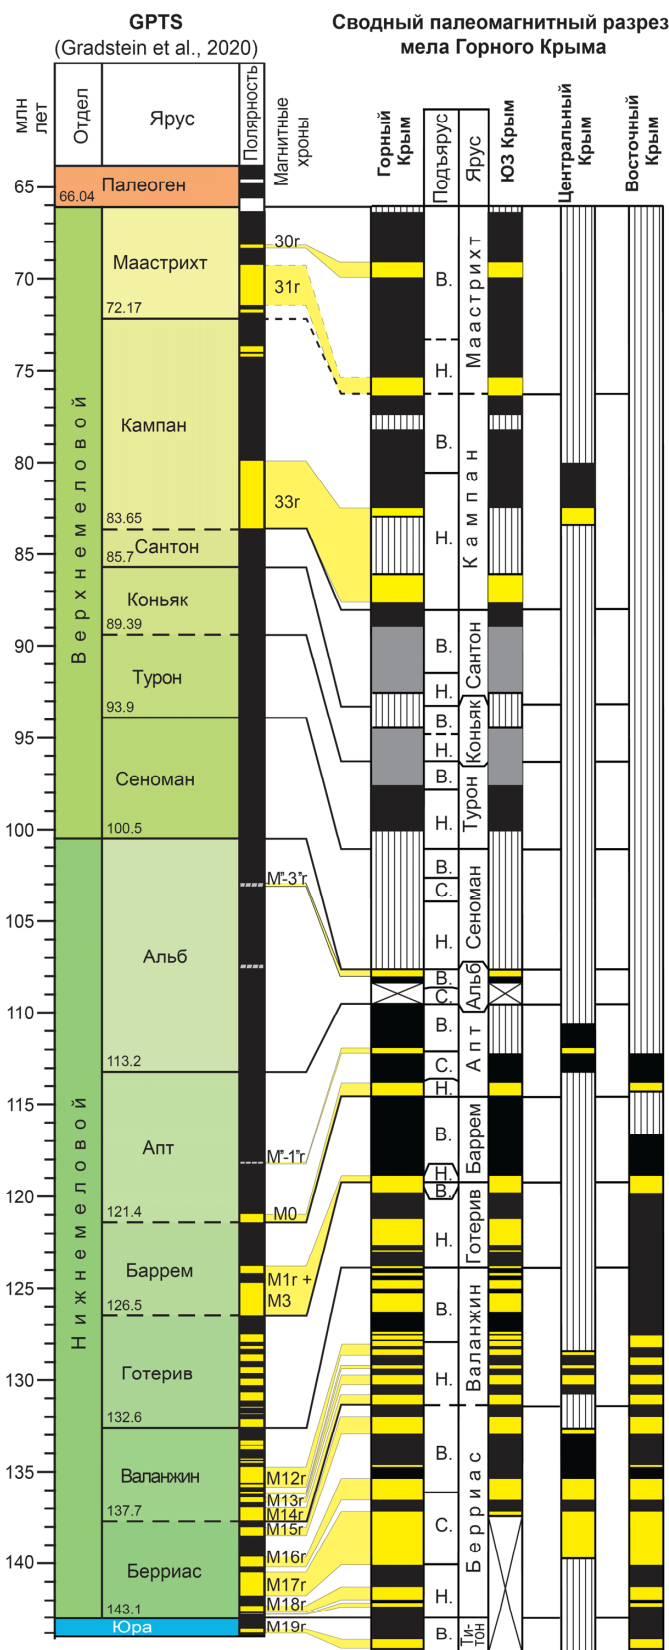 GPTS
(Gradstein et al., 2020)
Сводный палеомагнитный разрез
мела Горного Крыма
млн
лет
Отдел
Ярус
Полярность
Магнитные
хроны
Горный
Крым
Подъярус
Ярус
ЮЗ Крым
Центральный
Крым
Восточный
Крым
65
70
75
80
85
90
95
100
105
110
115
120
125
130
135
140
Верхнемеловой
Нижнемеловой
Палеоген
66.04
Маастрихт
72.17
Кампан
83.65
Сантон
85.7
Коньяк
89.39
Турон
93.9
Сеноман
100.5
Альб
113.2
Апт
121.4
Баррем
126.5
Готерив
132.6
Валанжин
137.7
Берриас
143.1
Юра
30r
31r
33r
M"-3"r
M"-1"r
M0
M1r +
M3
M12r
M13r
M14r
M15r
M16r
M17r
M18r
M19r
В.
Н.
В.
Н.
В.
Н.
В.
Н.
В.
Н.
В.
С.
Н.
В.
С.
В.
С.
Н.
В.
Н.
В.
Н.
В.
Н.
В.
С.
Н.
В.
Маастрихт
Кампан
Сантон
Коньяк
Турон
Сеноман
Альб
Апт
Баррем
Готерив
Валанжин
Берриас
Ти-
тон